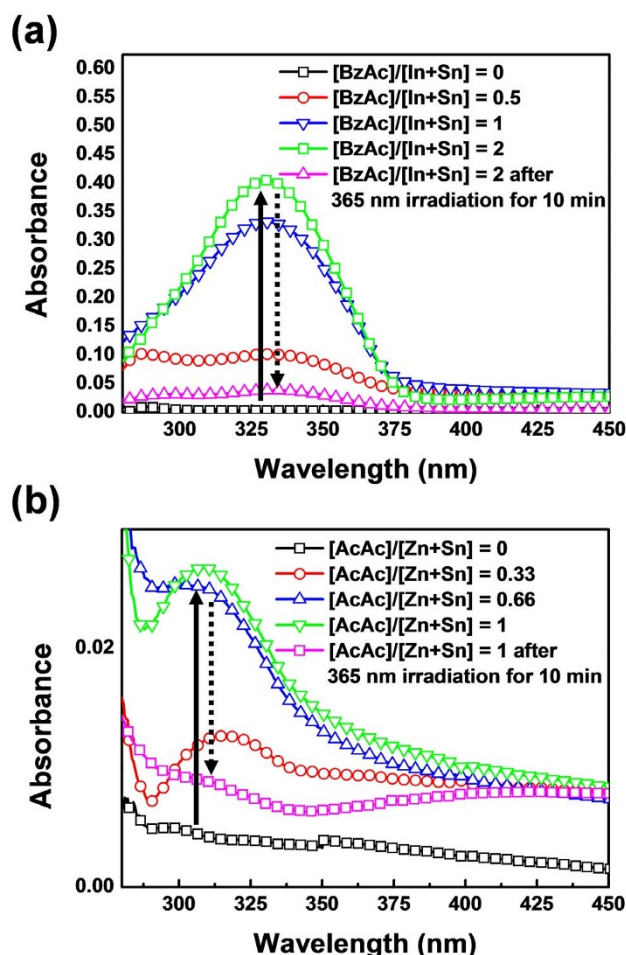 (a)
Absorbance
0.60
0.55
0.50
0.45
0.40
0.35
0.30
0.25
0.20
0.15
0.10
0.05
0.00
[BzAc]/[In+Sn] = 0
[BzAc]/[In+Sn] = 0.5
[BzAc]/[In+Sn] = 1
[BzAc]/[In+Sn] = 2
[BzAc]/[In+Sn] = 2 after
365 nm irradiation for 10 min
300 325 350 375 400 425 450
Wavelength (nm)
(b)
Absorbance
0.02
0.00
[AcAc]/[Zn+Sn] = 0
[AcAc]/[Zn+Sn] = 0.33
[AcAc]/[Zn+Sn] = 0.66
[AcAc]/[Zn+Sn] = 1
[AcAc]/[Zn+Sn] = 1 after
365 nm irradiation for 10 min
300 325 350 375 400 425 450
Wavelength (nm)